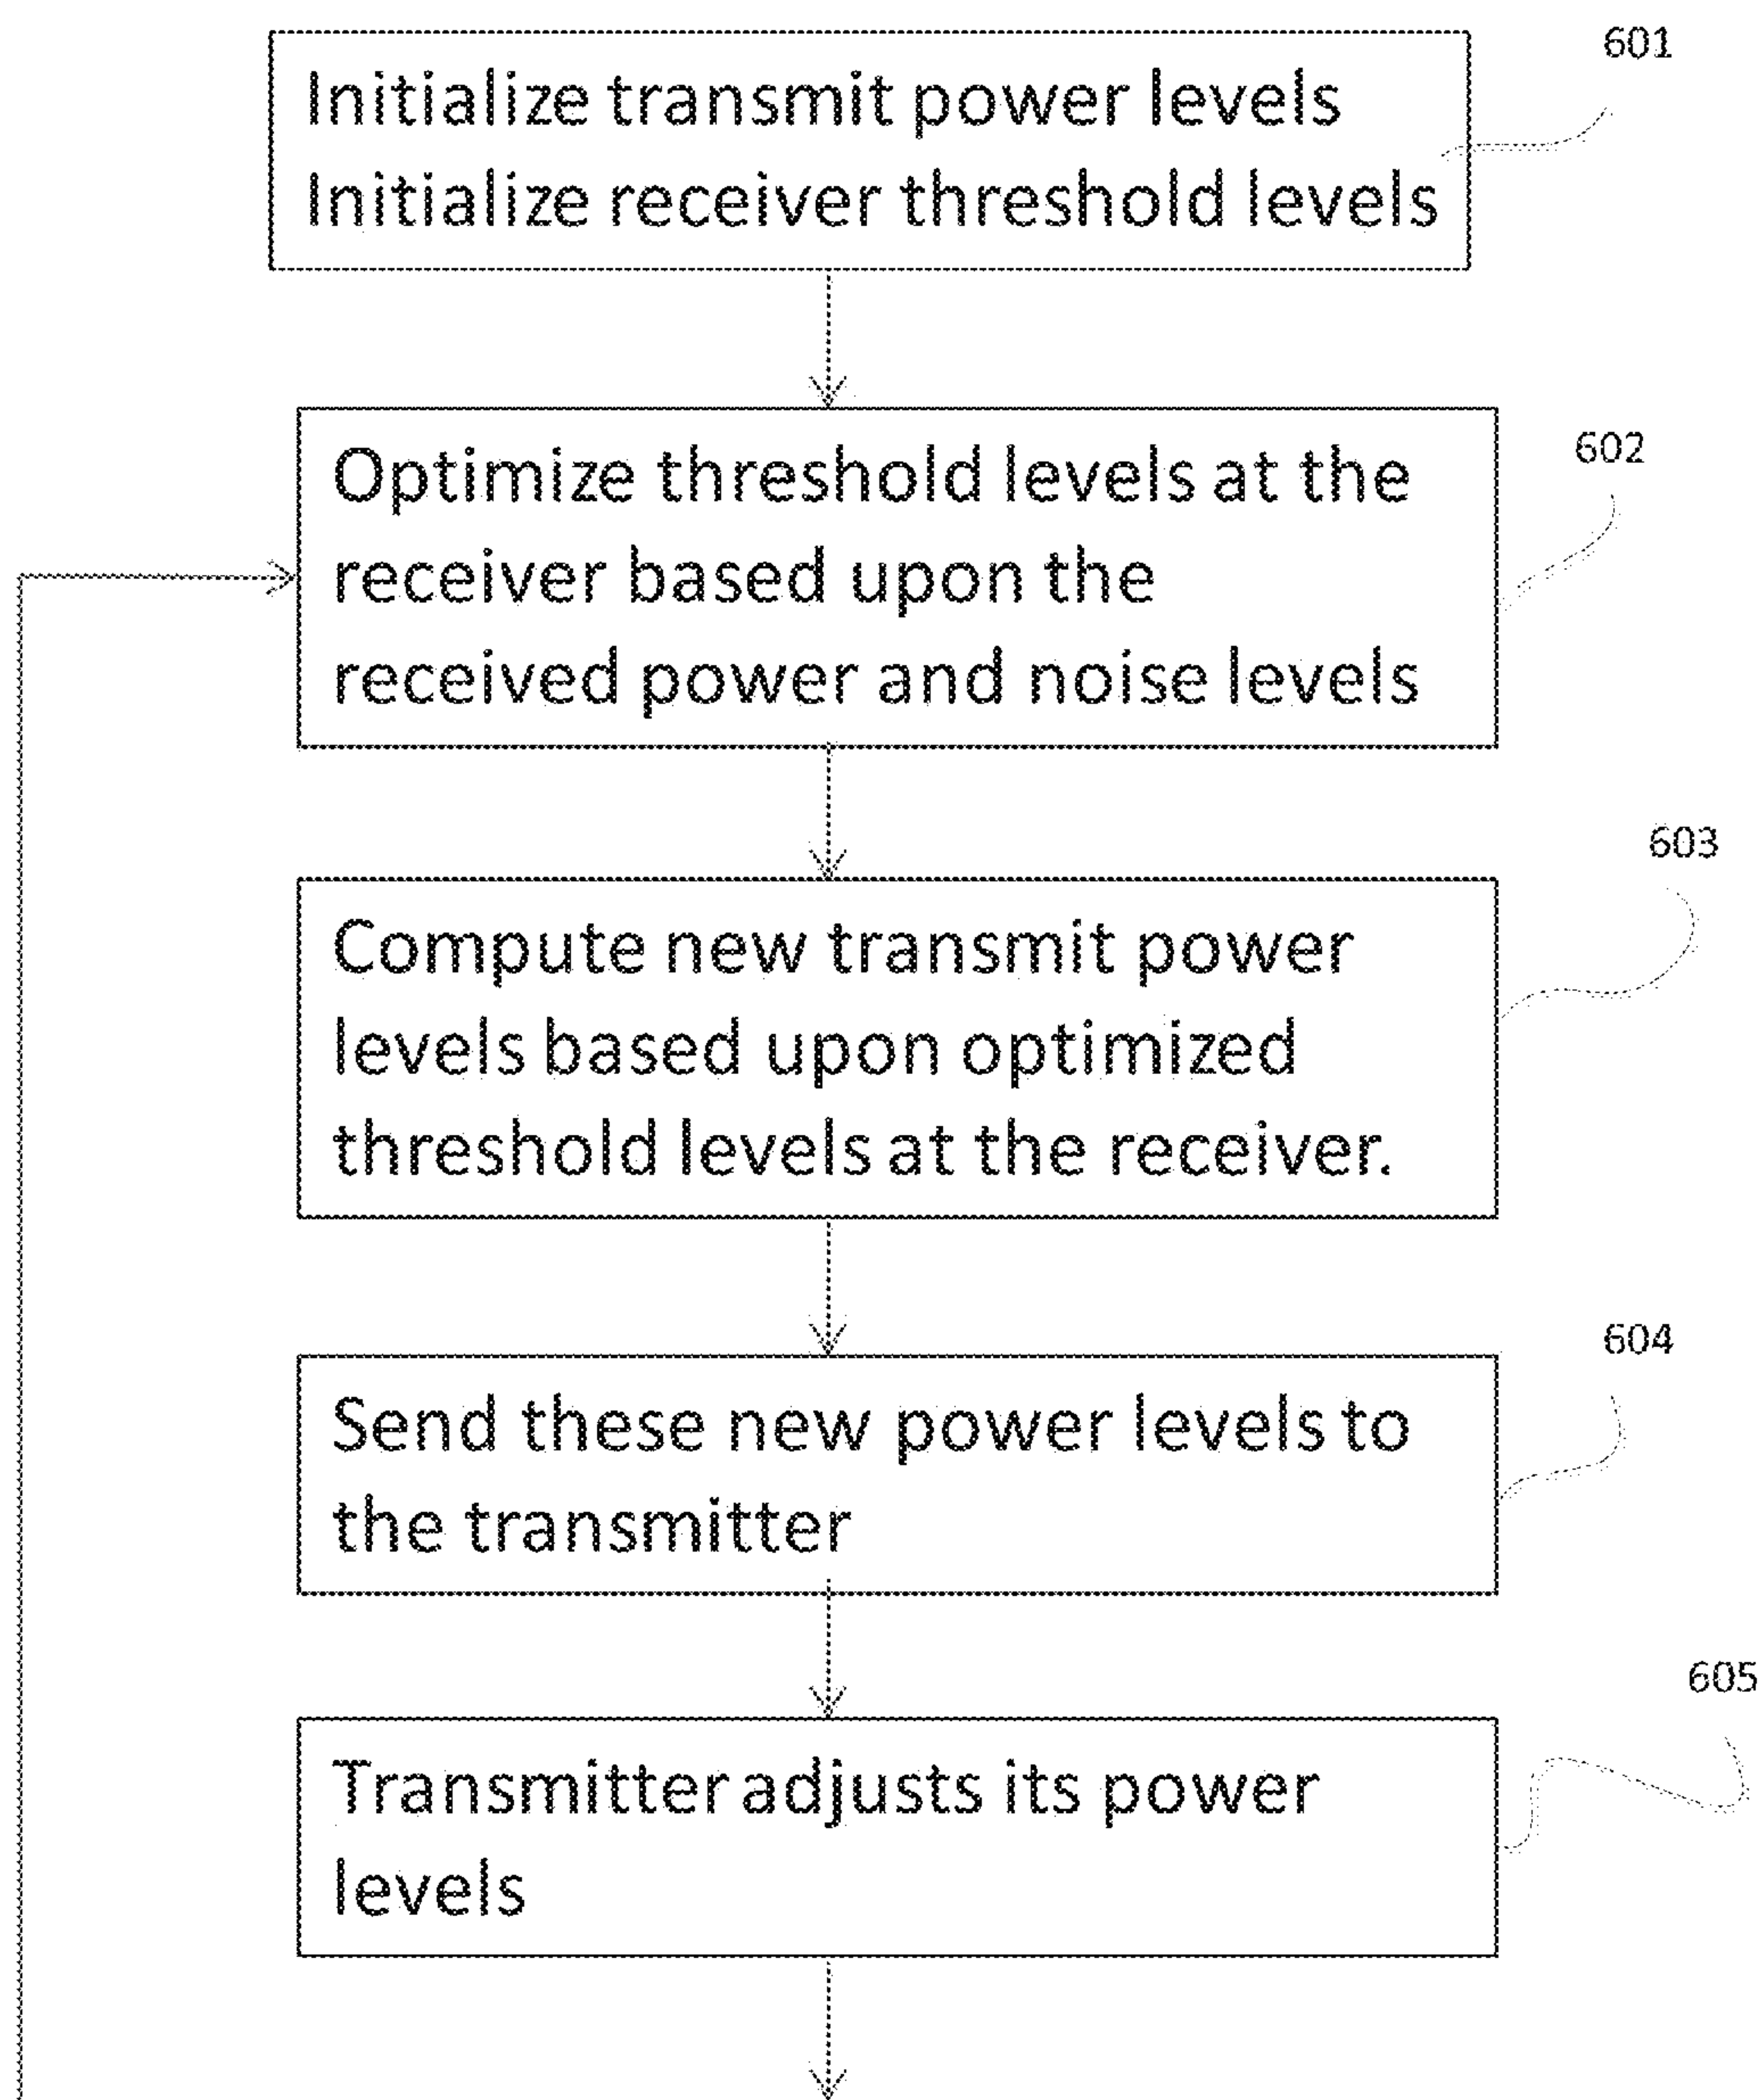 601
Initialize transmit power levels
Initialize receiver threshold levels
602
Optimize threshold levels at the
receiver based upon the
received power and noise levels
603
Compute new transmit power
levels based upon optimized
threshold levels at the receiver.
604
Send these new power levels to
the transmitter
605
Transmitter adjusts its power
levels